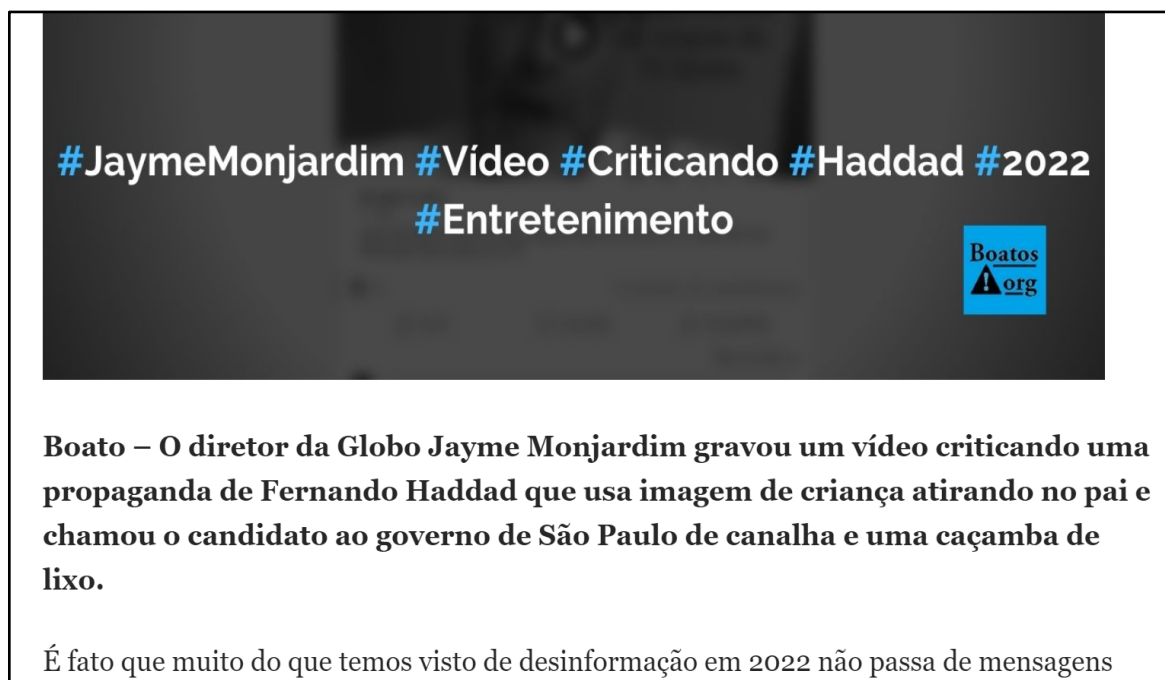 #JaymeMonjardim #Vídeo #Criticando #Haddad #2022
#Entretenimento
Boatos
org
Boato – O diretor da Globo Jayme Monjardim gravou um vídeo criticando uma
propaganda de Fernando Haddad que usa imagem de criança atirando no pai e
chamou o candidato ao governo de São Paulo de canalha e uma caçamba de
lixo.
É fato que muito do que temos visto de desinformação em 2022 não passa de mensagens